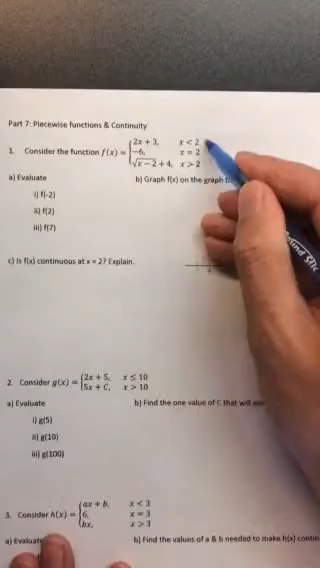 Part 7: Piecewise functions & Continuity
1. Consider the function f(x) = { 2x + 3, x < 2
-6, x = 2
√x − 2 + 4, x > 2
a) Evaluate b) Graph f(x) on the graph
i) f(-2)
ii) f(2)
iii) f(7)
c) Is f(x) continuous at x = 2? Explain.
2. Consider g(x) = { 2x + 5, x ≤ 10
5x + C, x > 10
a) Evaluate b) Find the one value of C that will
i) g(5)
ii) g(10)
iii) g(100)
3. Consider h(x) = { ax + b, x < 3
6, x = 3
bx, x > 3
a) Evaluate b) Find the values of a & b needed to make h(x)